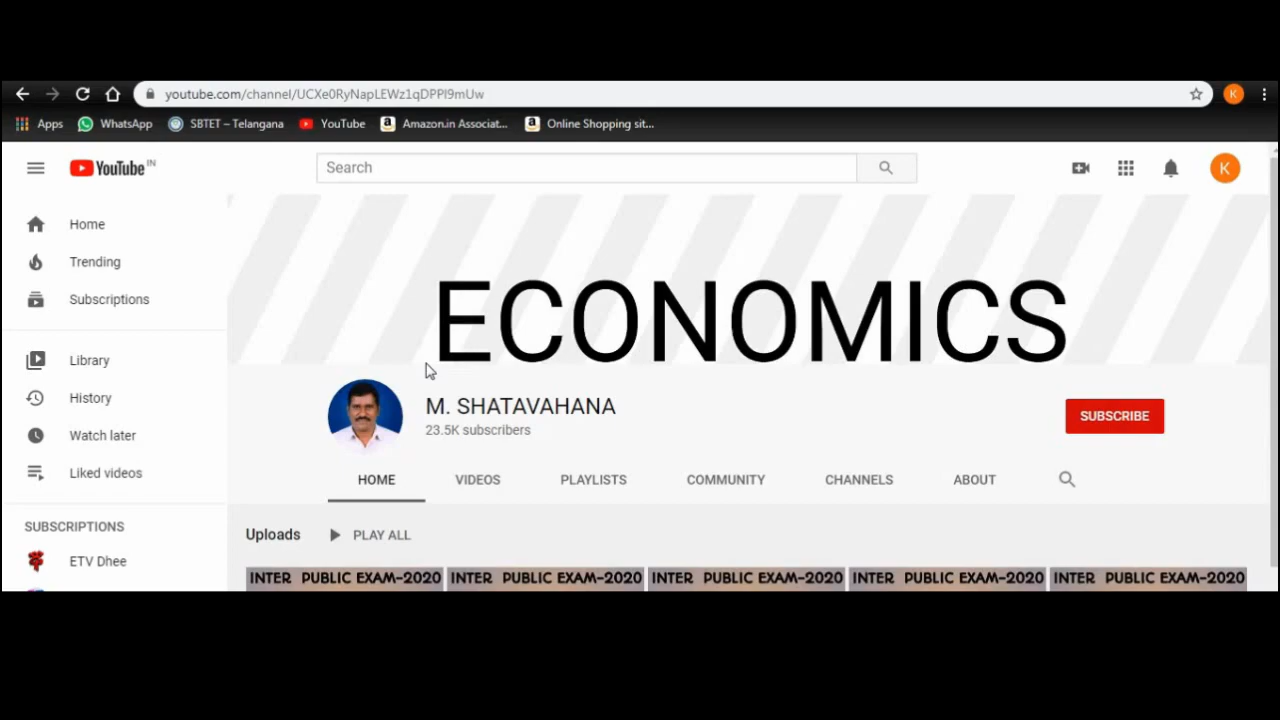 youtube.com/channel/UCXe0RyNapLEWz1qDPPl9mUw
K
Apps WhatsApp SBTET – Telangana YouTube Amazon.in Associat... Online Shopping sit...
YouTube IN
Search
K
Home
Trending
Subscriptions
Library
History
Watch later
Liked videos
SUBSCRIPTIONS
ETV Dhee
ECONOMICS
M. SHATAVAHANA
23.5K subscribers
SUBSCRIBE
HOME VIDEOS PLAYLISTS COMMUNITY CHANNELS ABOUT
Uploads PLAY ALL
INTER PUBLIC EXAM-2020 INTER PUBLIC EXAM-2020 INTER PUBLIC EXAM-2020 INTER PUBLIC EXAM-2020 INTER PUBLIC EXAM-2020